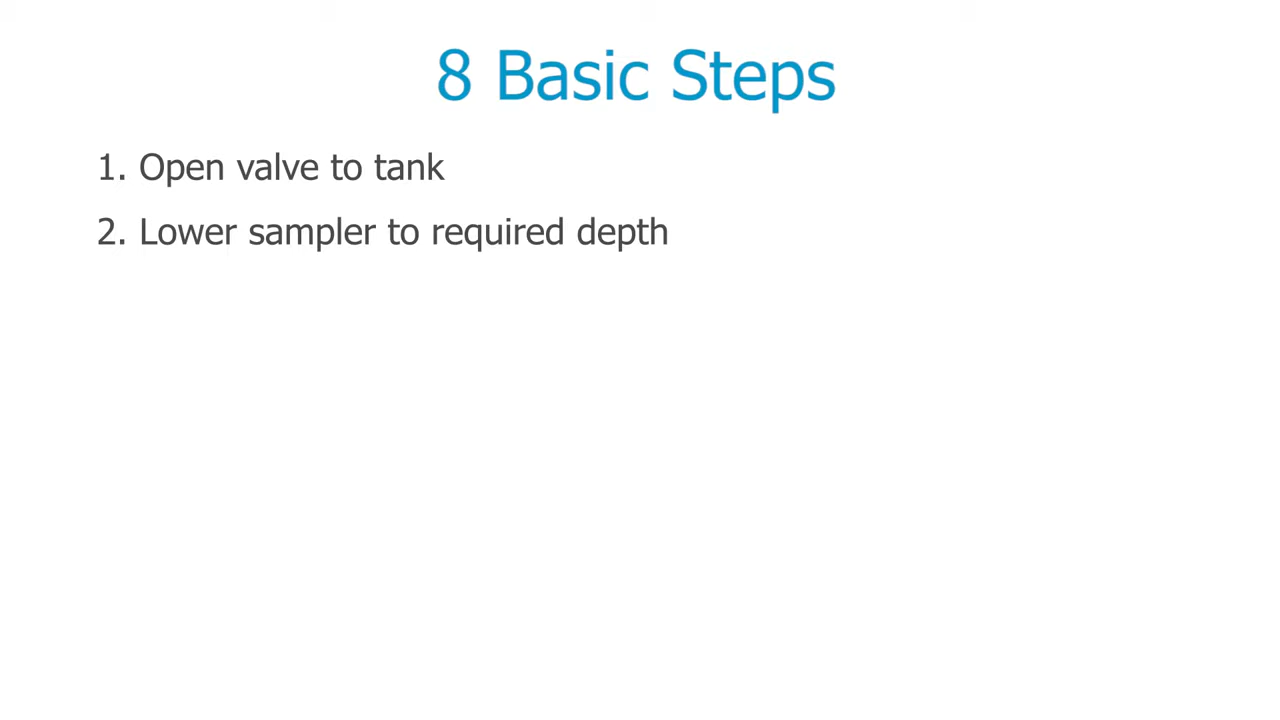 8 Basic Steps
1. Open valve to tank
2. Lower sampler to required depth